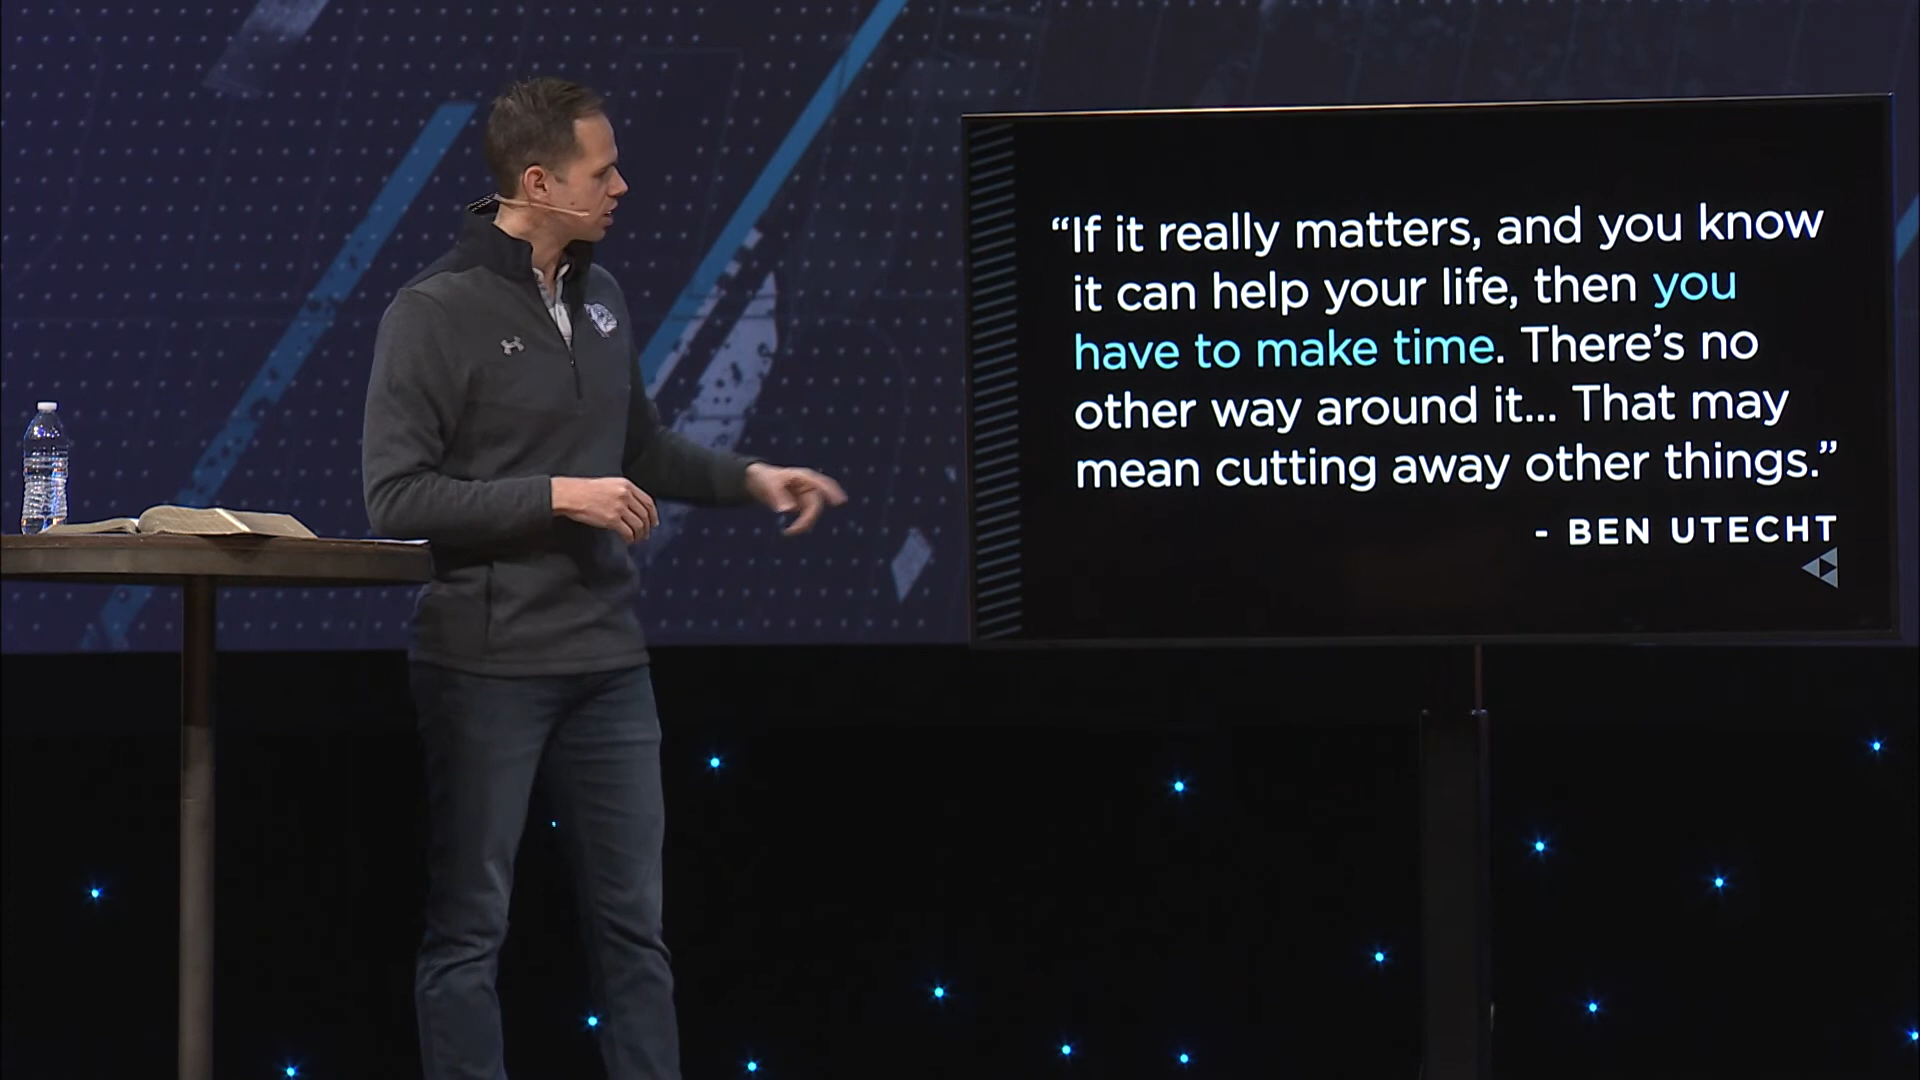 “If it really matters, and you know
it can help your life, then you
have to make time. There’s no
other way around it... That may
mean cutting away other things.”
- BEN UTECHT